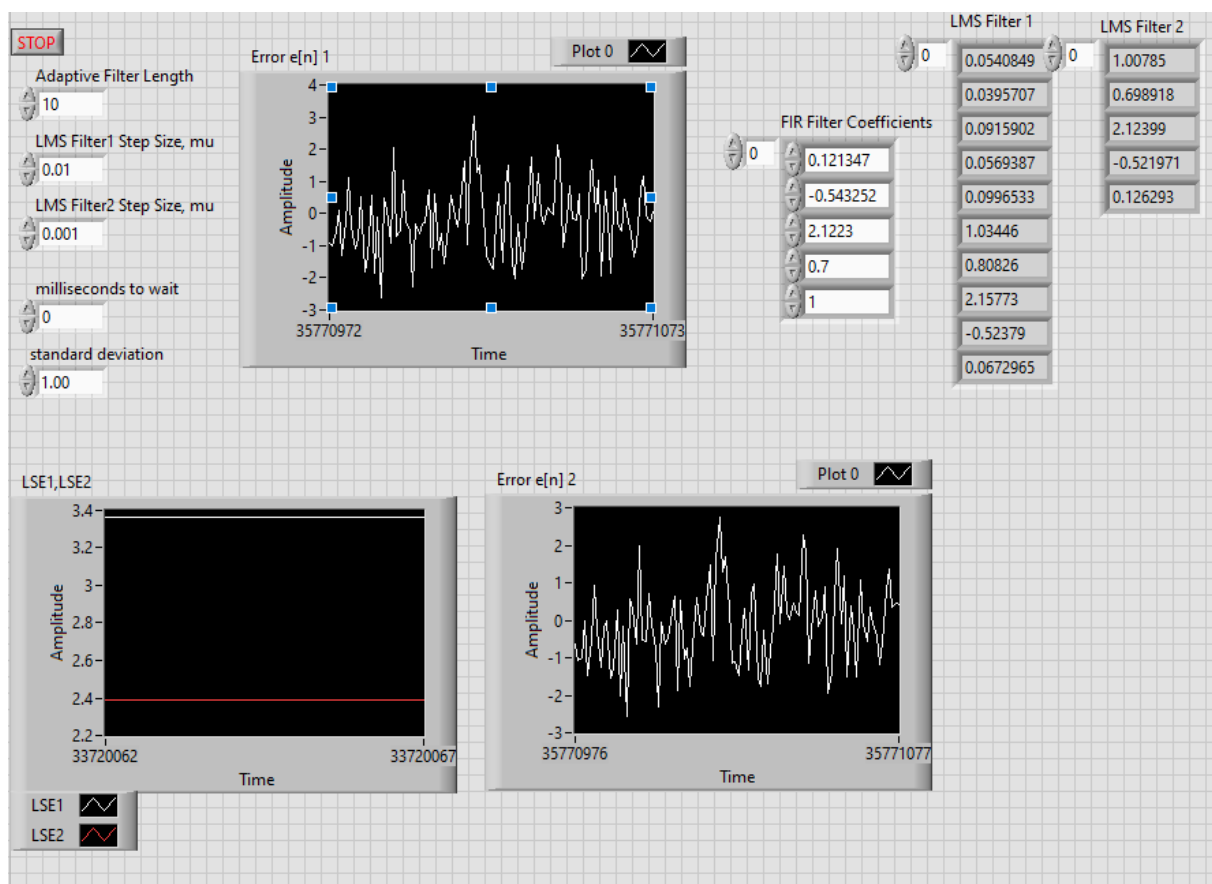 STOP
Adaptive Filter Length
10
LMS Filter1 Step Size, mu
0.01
LMS Filter2 Step Size, mu
0.001
milliseconds to wait
0
standard deviation
1.00
Error e[n] 1
Plot 0
Amplitude
4
3
2
1
0
-1
-2
-3
35770972
35771073
Time
FIR Filter Coefficients
0
0.121347
-0.543252
2.1223
0.7
1
LMS Filter 1
0
0.0540849
0.0395707
0.0915902
0.0569387
0.0996533
1.03446
0.80826
2.15773
-0.52379
0.0672965
LMS Filter 2
0
1.00785
0.698918
2.12399
-0.521971
0.126293
LSE1,LSE2
Amplitude
3.4
3.2
3
2.8
2.6
2.4
2.2
33720062
33720067
Time
LSE1
LSE2
Error e[n] 2
Plot 0
Amplitude
3
2
1
0
-1
-2
-3
35770976
35771077
Time